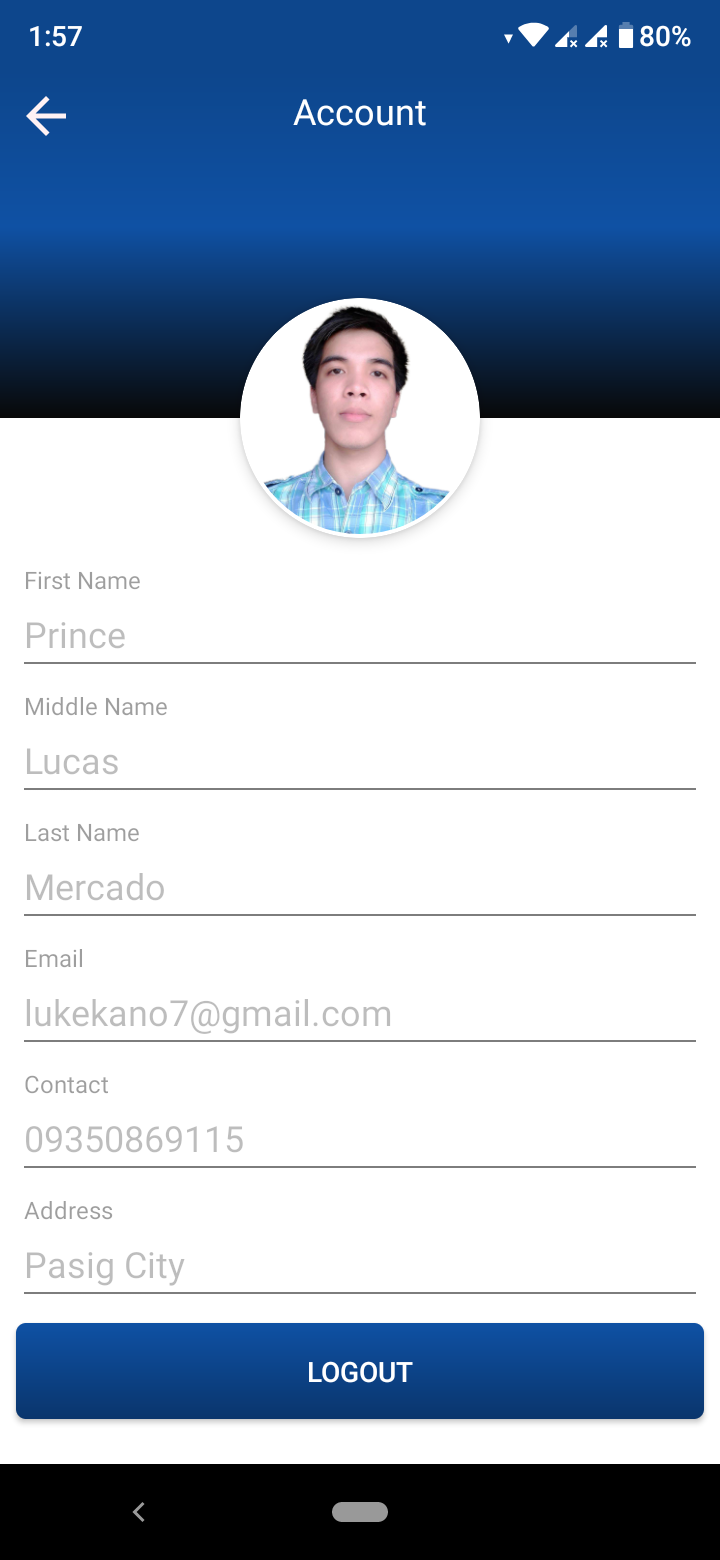 1:57
80%
Account
First Name
Prince
Middle Name
Lucas
Last Name
Mercado
Email
lukekano7@gmail.com
Contact
09350869115
Address
Pasig City
LOGOUT